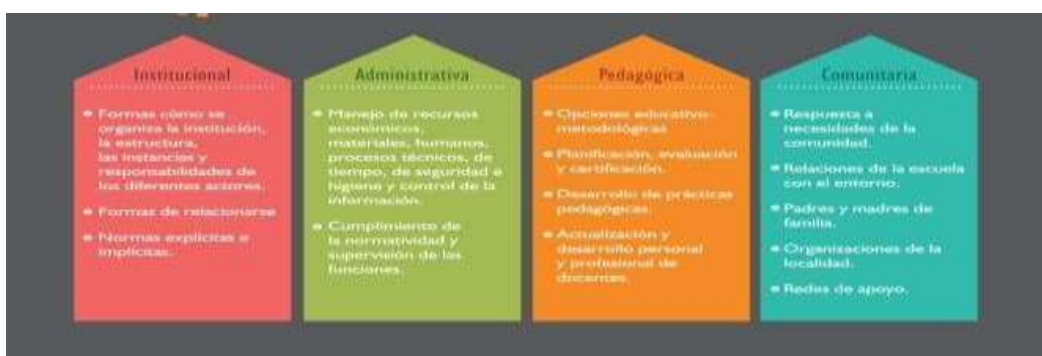 Institucional
• Formas cómo se
organiza la institución,
la estructura,
las instancias y
responsabilidades de
los diferentes actores.
• Formas de relacionarse
• Normas explícitas e
implícitas.
Administrativa
• Manejo de recursos
económicos,
materiales, humanos,
procesos técnicos, de
tiempo, de seguridad e
higiene y control de la
información.
• Cumplimiento de
la normatividad y
supervisión de las
funciones.
Pedagógica
• Opciones educativo-
metodológicas
• Planificación, evaluación
y certificación.
• Desarrollo de prácticas
pedagógicas.
• Actualización y
desarrollo personal
y profesional de
docentes.
Comunitaria
• Respuesta a
necesidades de la
comunidad.
• Relaciones de la escuela
con el entorno.
• Padres y madres de
familia.
• Organizaciones de la
localidad.
• Redes de apoyo.